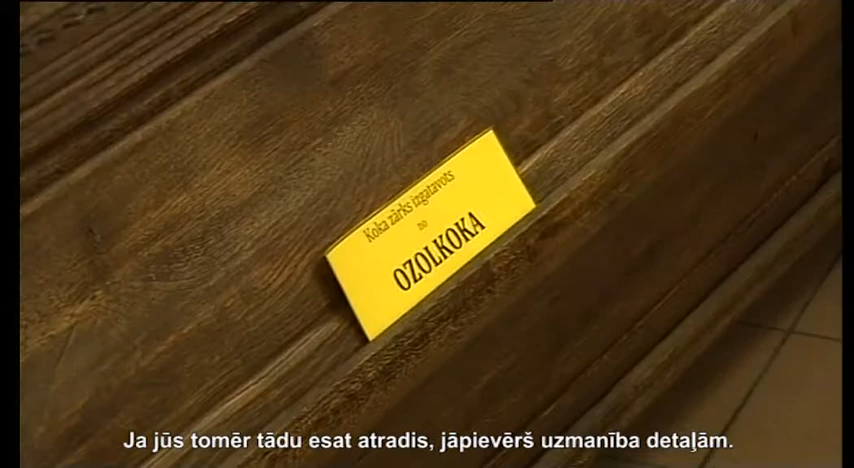 Koka zārks izgatavots
no
OZOLKOKA
Ja jūs tomēr tādu esat atradis, jāpievērš uzmanība detaļām.